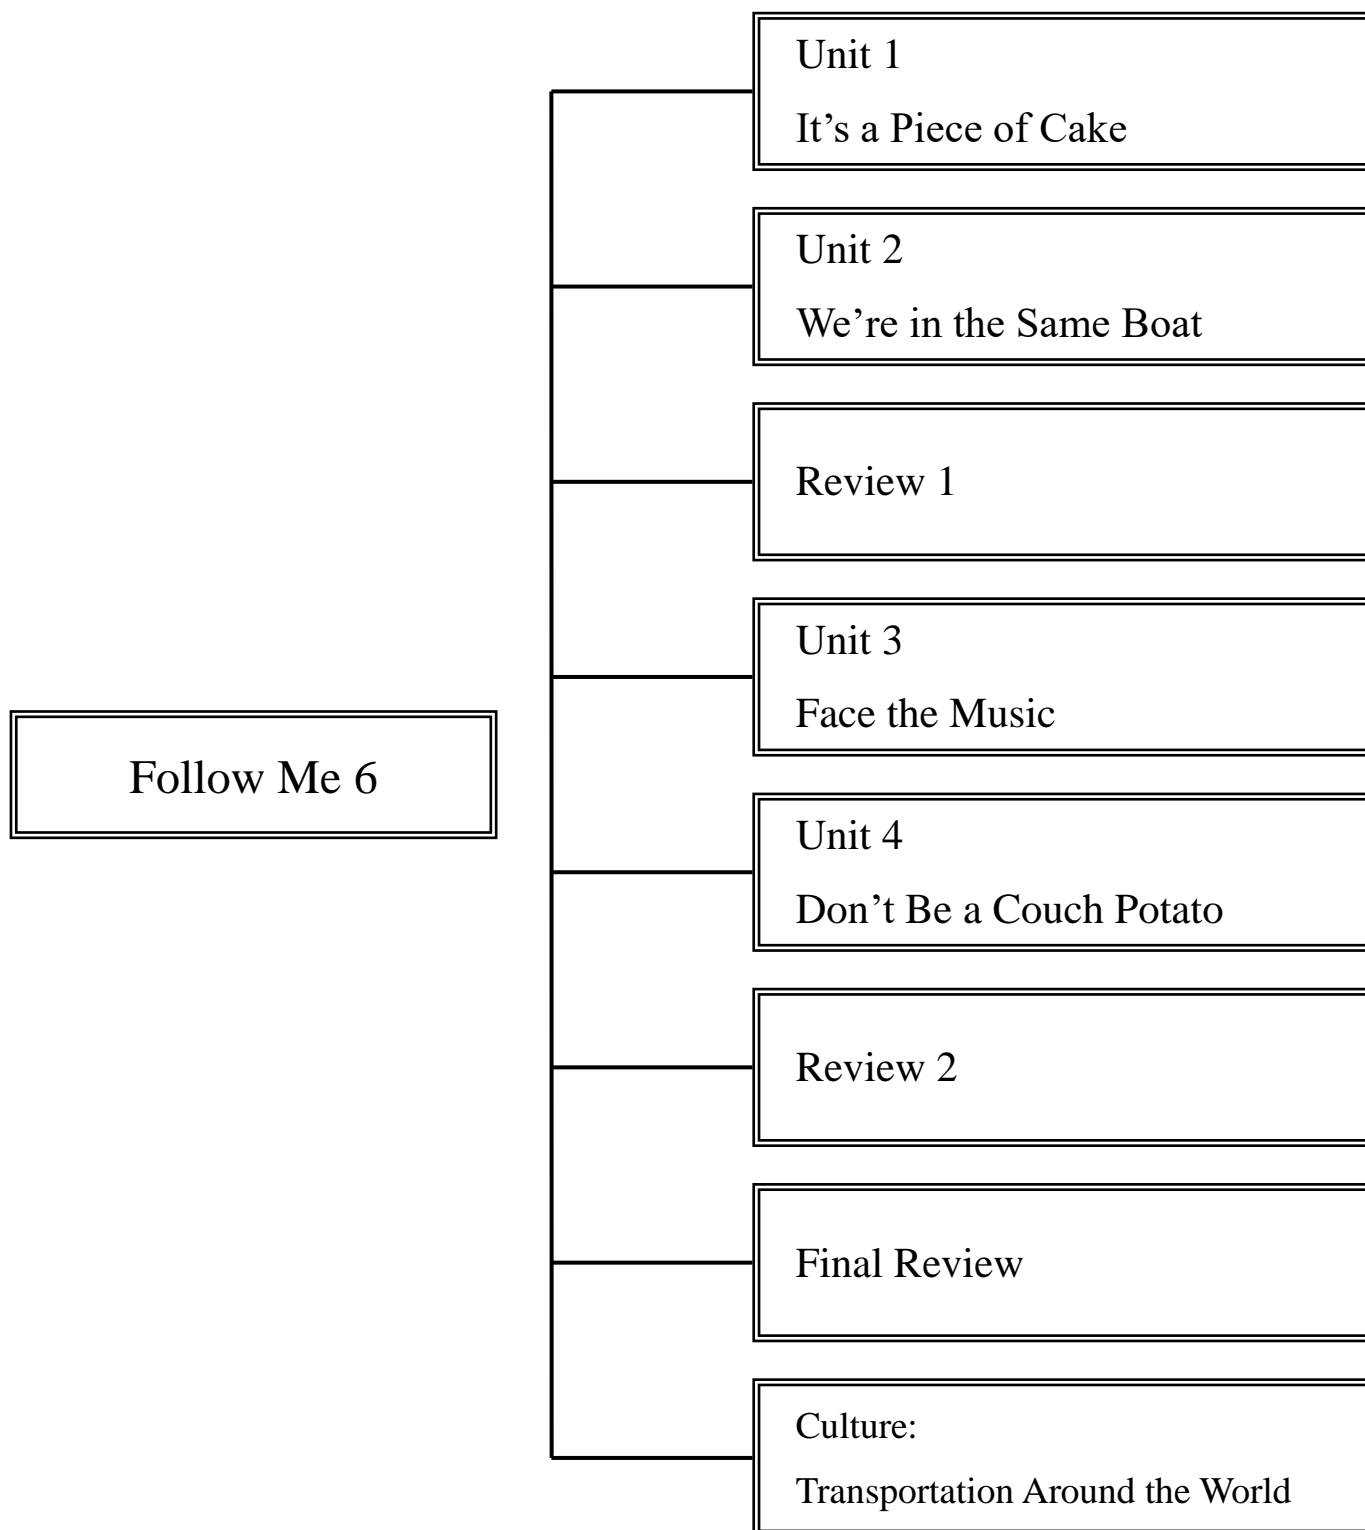 Follow Me 6
Unit 1
It’s a Piece of Cake
Unit 2
We’re in the Same Boat
Review 1
Unit 3
Face the Music
Unit 4
Don’t Be a Couch Potato
Review 2
Final Review
Culture:
Transportation Around the World